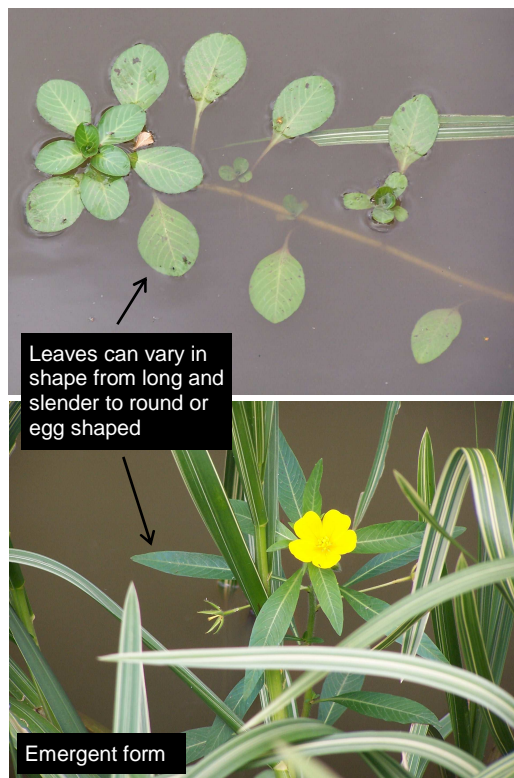 Leaves can vary in
shape from long and
slender to round or
egg shaped
Emergent form